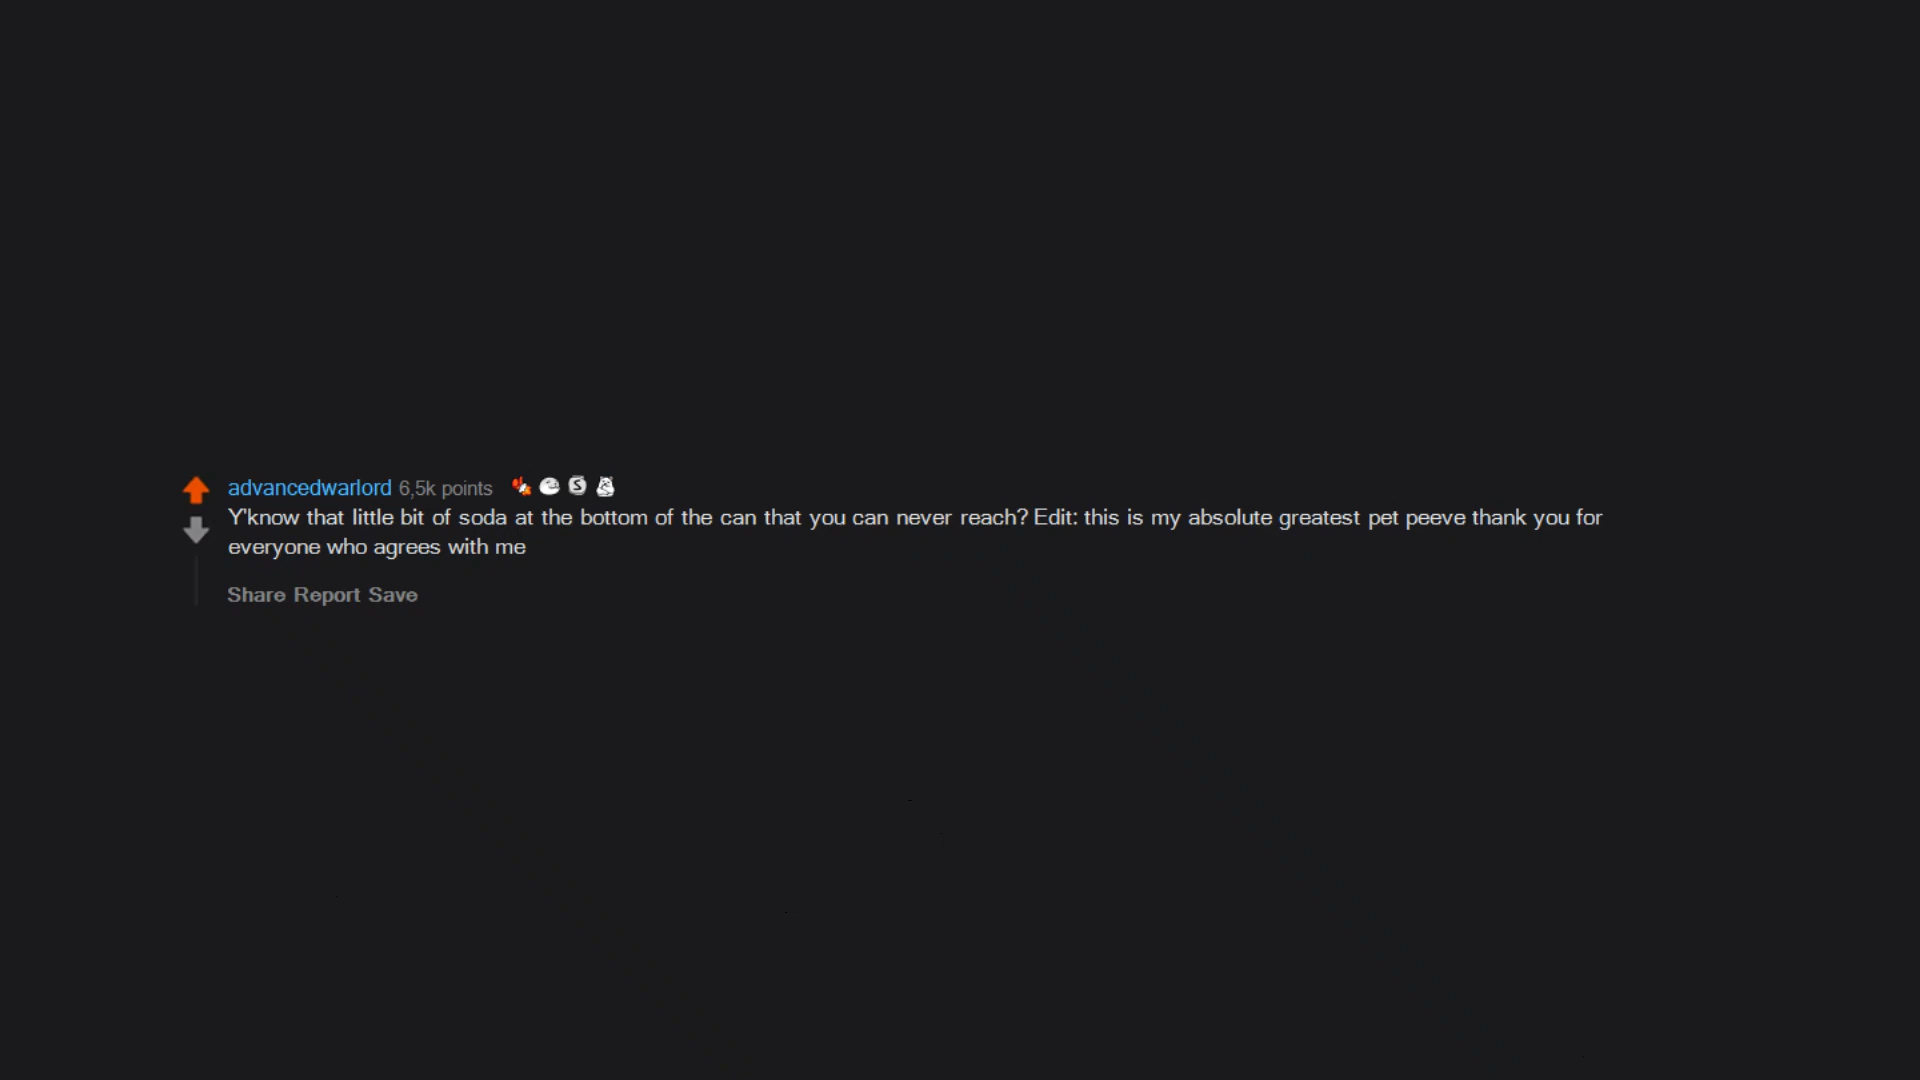 advancedwarlord 6,5k points
Y'know that little bit of soda at the bottom of the can that you can never reach? Edit: this is my absolute greatest pet peeve thank you for
everyone who agrees with me
Share Report Save